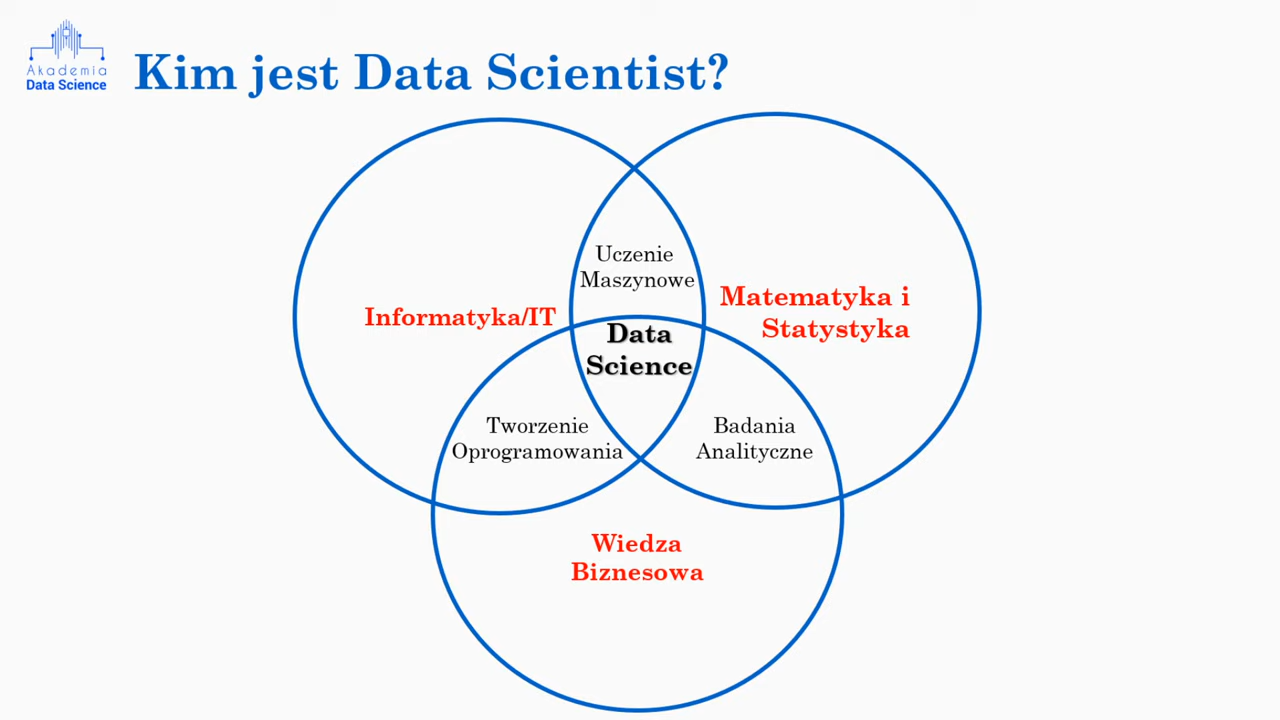 Akademia
Data Science
Kim jest Data Scientist?
Uczenie
Maszynowe
Informatyka/IT
Matematyka i
Statystyka
Data
Science
Tworzenie
Oprogramowania
Badania
Analityczne
Wiedza
Biznesowa